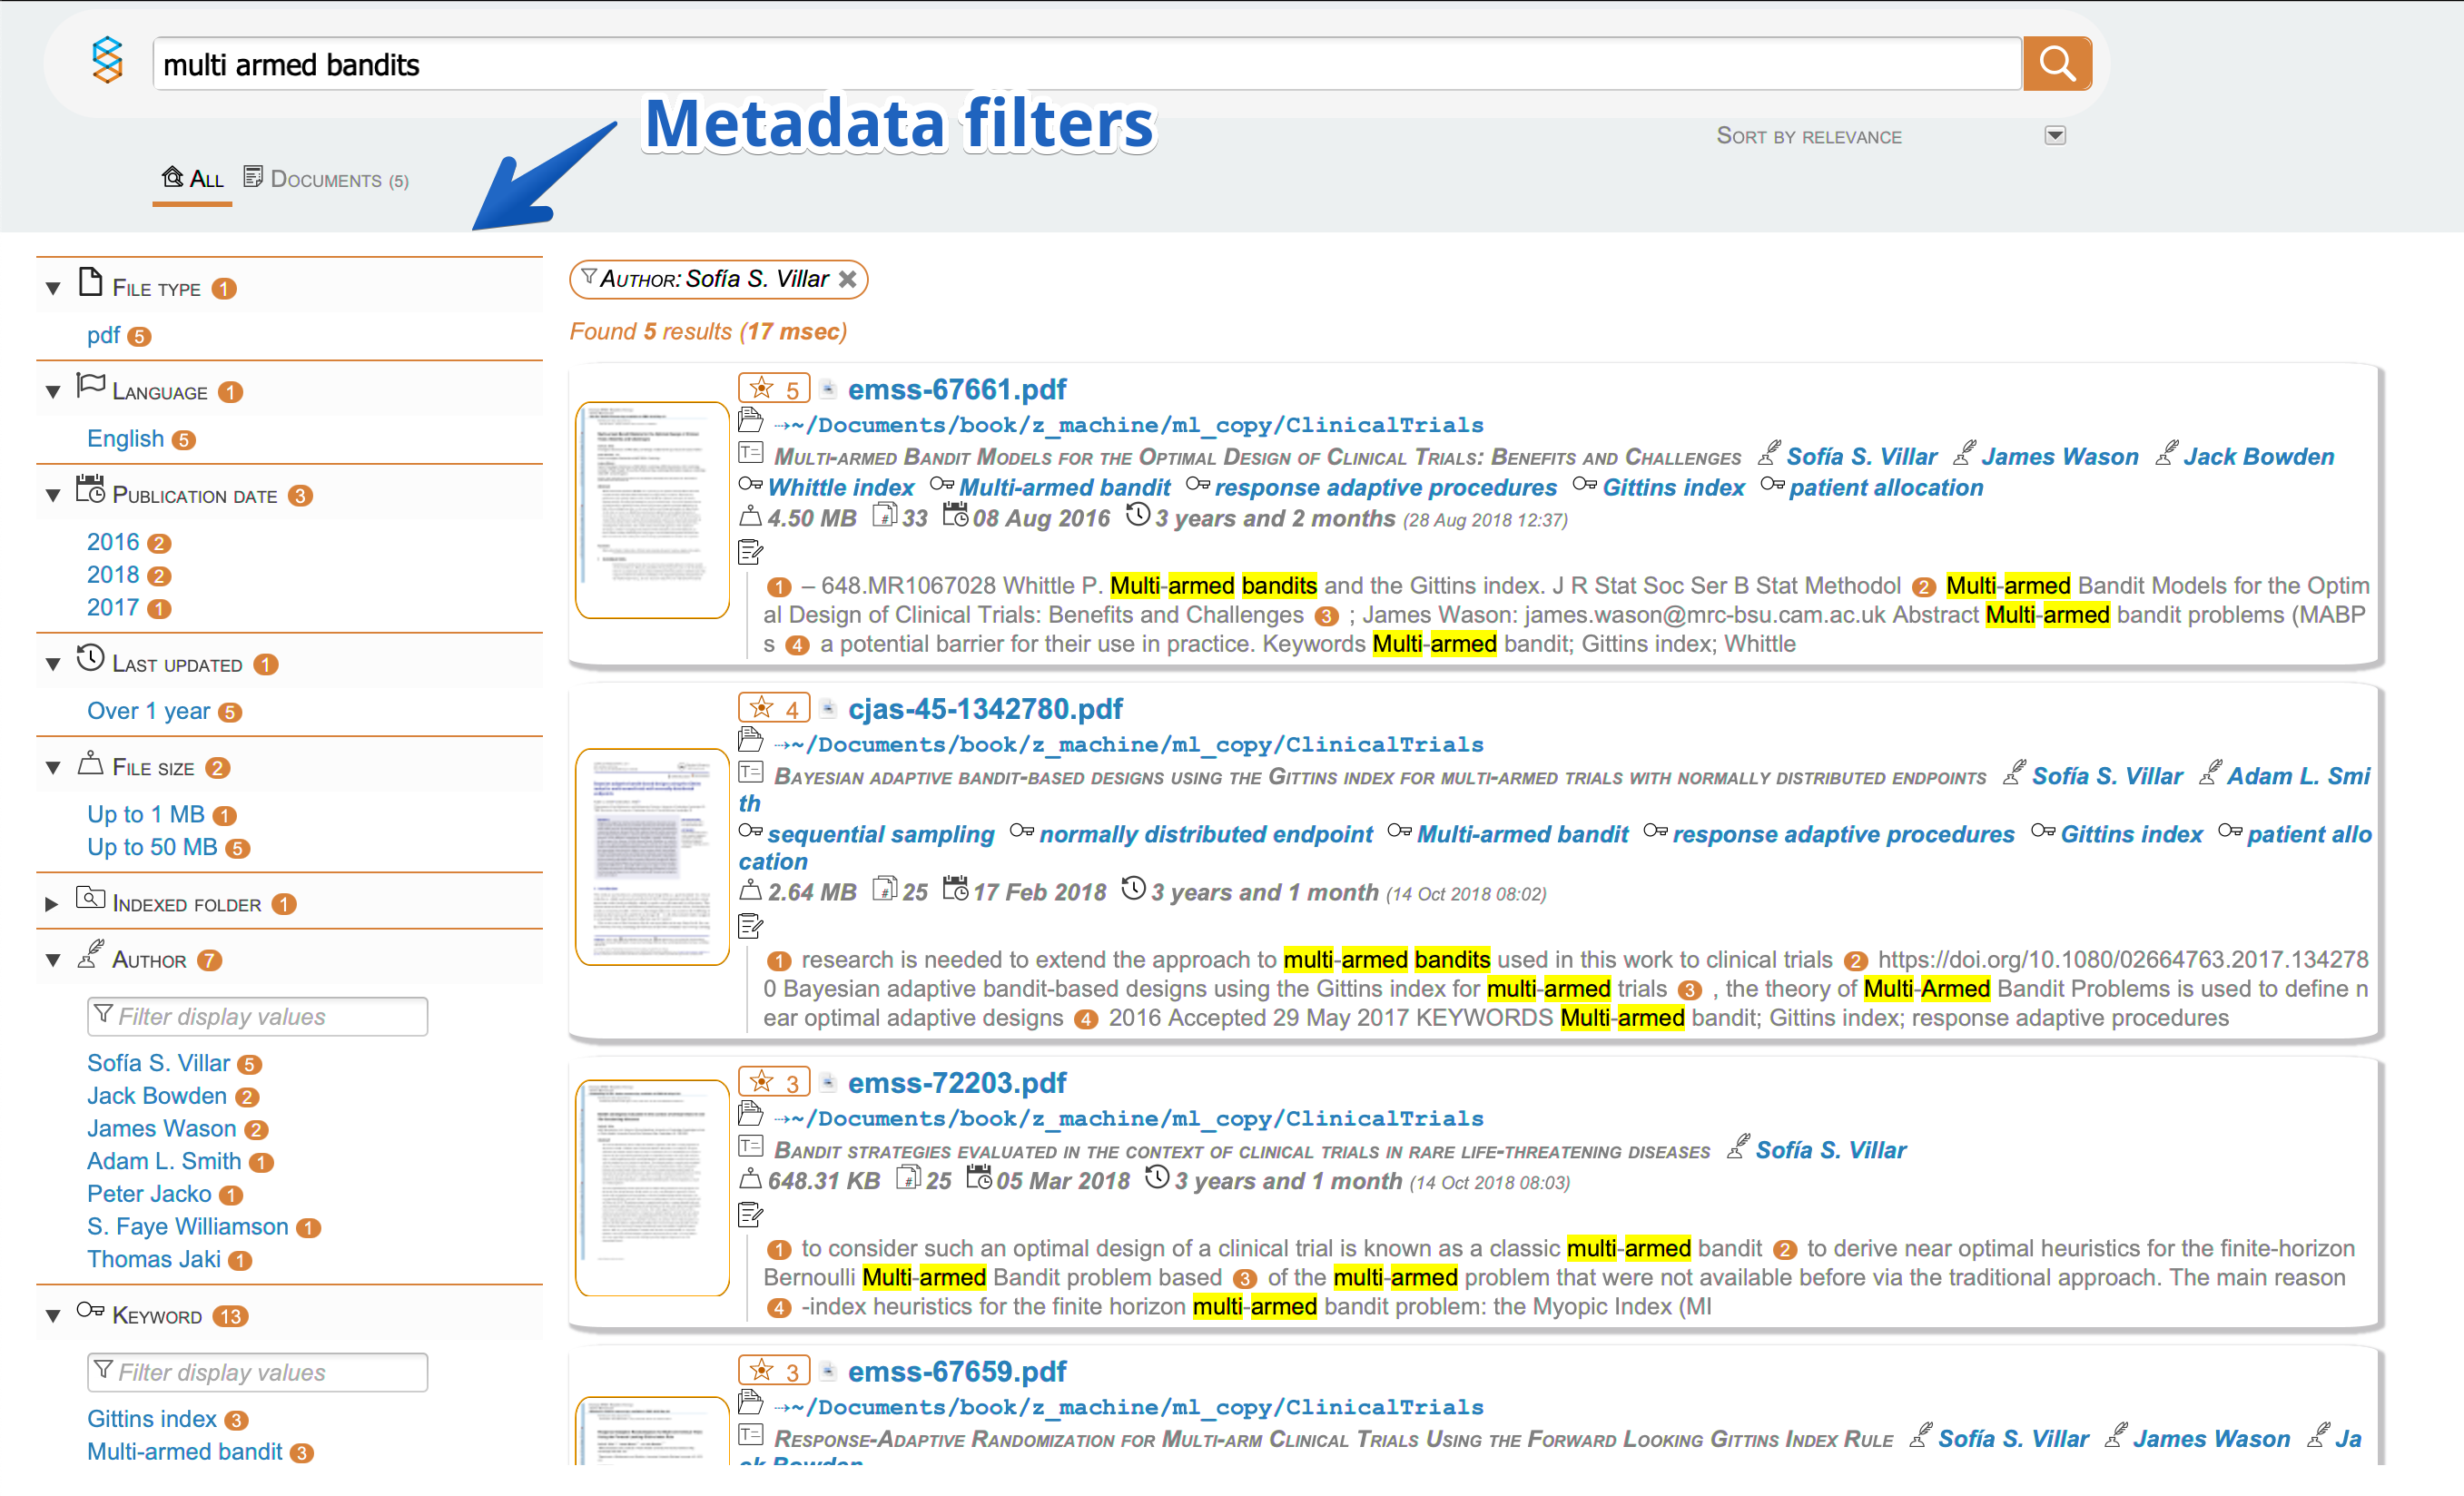 multi armed bandits
Metadata filters
SORT BY RELEVANCE
ALL DOCUMENTS (5)
FILE TYPE 1
pdf 5
LANGUAGE 1
English 5
PUBLICATION DATE 3
2016 2
2018 2
2017 1
LAST UPDATED 1
Over 1 year 5
FILE SIZE 2
Up to 1 MB 1
Up to 50 MB 5
INDEXED FOLDER 1
AUTHOR 7
Filter display values
Sofía S. Villar 5
Jack Bowden 2
James Wason 2
Adam L. Smith 1
Peter Jacko 1
S. Faye Williamson 1
Thomas Jaki 1
KEYWORD 13
Filter display values
Gittins index 3
Multi-armed bandit 3
AUTHOR: Sofía S. Villar
Found 5 results (17 msec)
5 emss-67661.pdf
⇢~/Documents/book/z_machine/ml_copy/ClinicalTrials
MULTI-ARMED BANDIT MODELS FOR THE OPTIMAL DESIGN OF CLINICAL TRIALS: BENEFITS AND CHALLENGES Sofía S. Villar James Wason Jack Bowden
Whittle index Multi-armed bandit response adaptive procedures Gittins index patient allocation
4.50 MB 33 08 Aug 2016 3 years and 2 months (28 Aug 2018 12:37)
1 – 648.MR1067028 Whittle P. Multi-armed bandits and the Gittins index. J R Stat Soc Ser B Stat Methodol 2 Multi-armed Bandit Models for the Optim
al Design of Clinical Trials: Benefits and Challenges 3 ; James Wason: james.wason@mrc-bsu.cam.ac.uk Abstract Multi-armed bandit problems (MABP
s 4 a potential barrier for their use in practice. Keywords Multi-armed bandit; Gittins index; Whittle
4 cjas-45-1342780.pdf
⇢~/Documents/book/z_machine/ml_copy/ClinicalTrials
BAYESIAN ADAPTIVE BANDIT-BASED DESIGNS USING THE GITTINS INDEX FOR MULTI-ARMED TRIALS WITH NORMALLY DISTRIBUTED ENDPOINTS Sofía S. Villar Adam L. Smi
th
sequential sampling normally distributed endpoint Multi-armed bandit response adaptive procedures Gittins index patient allo
cation
2.64 MB 25 17 Feb 2018 3 years and 1 month (14 Oct 2018 08:02)
1 research is needed to extend the approach to multi-armed bandits used in this work to clinical trials 2 https://doi.org/10.1080/02664763.2017.134278
0 Bayesian adaptive bandit-based designs using the Gittins index for multi-armed trials 3 , the theory of Multi-Armed Bandit Problems is used to define n
ear optimal adaptive designs 4 2016 Accepted 29 May 2017 KEYWORDS Multi-armed bandit; Gittins index; response adaptive procedures
3 emss-72203.pdf
⇢~/Documents/book/z_machine/ml_copy/ClinicalTrials
BANDIT STRATEGIES EVALUATED IN THE CONTEXT OF CLINICAL TRIALS IN RARE LIFE-THREATENING DISEASES Sofía S. Villar
648.31 KB 25 05 Mar 2018 3 years and 1 month (14 Oct 2018 08:03)
1 to consider such an optimal design of a clinical trial is known as a classic multi-armed bandit 2 to derive near optimal heuristics for the finite-horizon
Bernoulli Multi-armed Bandit problem based 3 of the multi-armed problem that were not available before via the traditional approach. The main reason
4 -index heuristics for the finite horizon multi-armed bandit problem: the Myopic Index (MI
3 emss-67659.pdf
⇢~/Documents/book/z_machine/ml_copy/ClinicalTrials
RESPONSE-ADAPTIVE RANDOMIZATION FOR MULTI-ARM CLINICAL TRIALS USING THE FORWARD LOOKING GITTINS INDEX RULE Sofía S. Villar James Wason Ja
ck Bowden